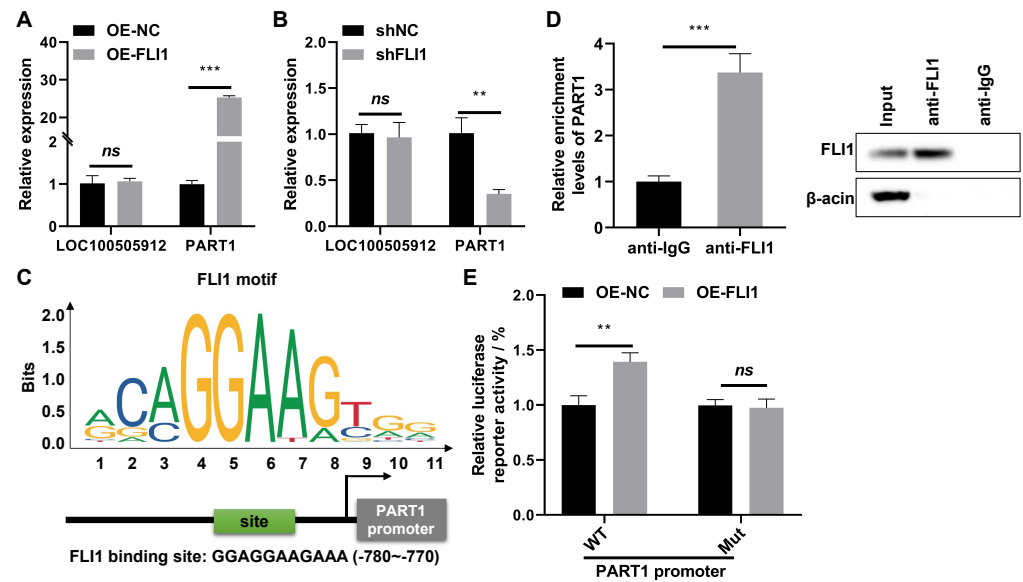 A
OE-NC
OE-FLI1
Relative expression
40
30
20
2
1
0
ns
***
LOC100505912
PART1
B
shNC
shFLI1
Relative expression
2.0
1.5
1.0
0.5
0.0
ns
**
LOC100505912
PART1
D
Relative enrichment
levels of PART1
4
3
2
1
0
***
anti-IgG
anti-FLI1
Input
anti-FLI1
anti-IgG
FLI1
β-acin
C
FLI1 motif
Bits
2.0
1.5
1.0
0.5
0.0
A C A G G A A G T G G
G G C T A C A A
1 2 3 4 5 6 7 8 9 10 11
site
PART1
promoter
FLI1 binding site: GGAGGAAGAAA (-780~-770)
E
OE-NC
OE-FLI1
Relative luciferase
reporter activity / %
2.0
1.5
1.0
0.5
0.0
**
ns
WT
Mut
PART1 promoter